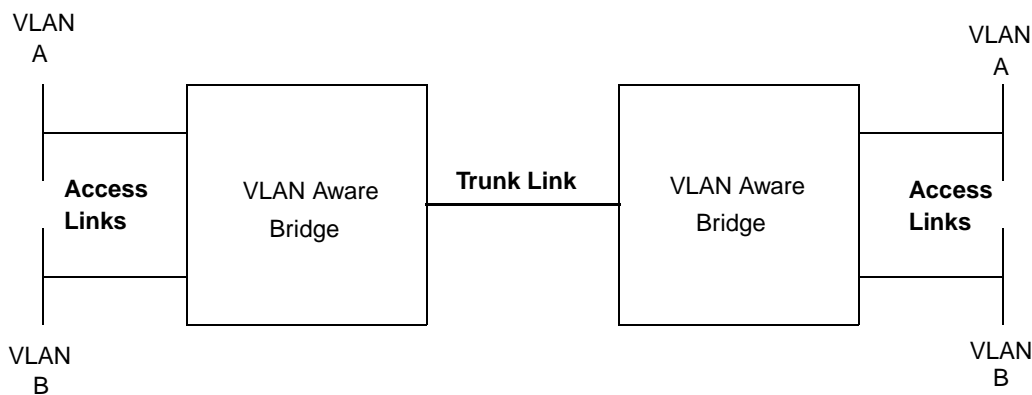 VLAN
A
VLAN
A
Access
Links
VLAN Aware
Bridge
Trunk Link
VLAN Aware
Bridge
Access
Links
VLAN
B
VLAN
B